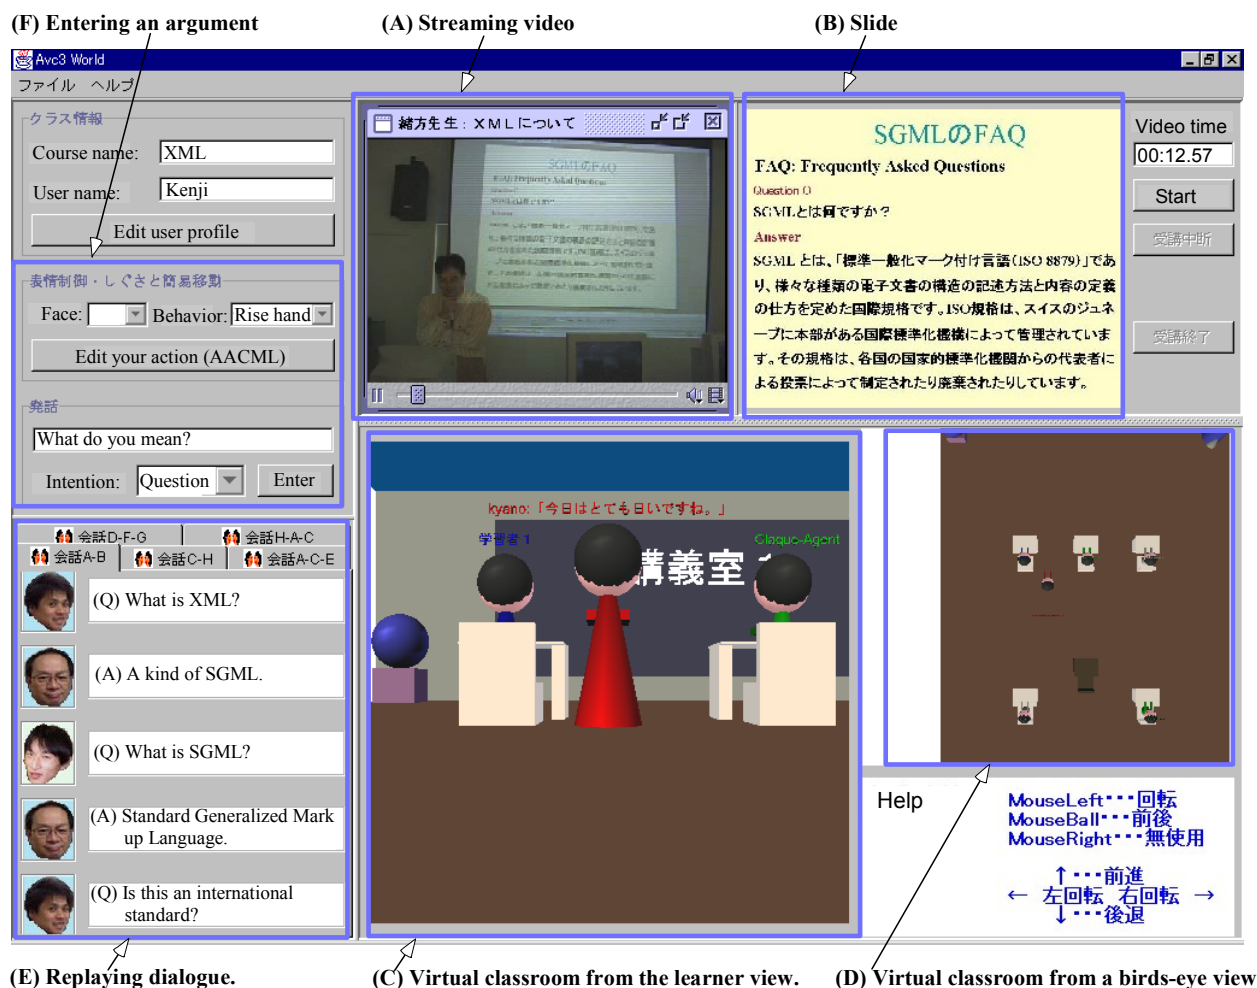 (F) Entering an argument
(A) Streaming video
(B) Slide
Avc3 World
ファイル ヘルプ
クラス情報
Course name: XML
User name: Kenji
Edit user profile
表情制御・しぐさと簡易移動
Face: Behavior: Rise hand
Edit your action (AACML)
発話
What do you mean?
Intention: Question Enter
緒方先生：XMLについて
SGMLのFAQ
FAQ: Frequently Asked Questions
SGMLのFAQ
FAQ: Frequently Asked Questions
Question 0
SGMLとは何ですか？
Answer
SGMLとは、「標準一般化マーク付け言語(ISO 8879)」であ
り、様々な種類の電子文書の構造の記述方法と内容の定義
の仕方を定めた国際規格です。ISO規格は、スイスのジュネ
ーブに本部がある国際標準化機構によって管理されていま
す。その規格は、各国の国家的標準化機関からの代表者に
よる投票によって制定されたり廃棄されたりしています。
Video time
00:12.57
Start
受講中断
受講終了
会話D-F-G 会話H-A-C
会話A-B 会話C-H 会話A-C-E
(Q) What is XML?
(A) A kind of SGML.
(Q) What is SGML?
(A) Standard Generalized Mark
up Language.
(Q) Is this an international
standard?
kyano:「今日はとても日いですね。」
学習者1
Claque-Agent
講義室
Help
MouseLeft・・・回転
MouseBall・・・前後
MouseRight・・・無使用
↑・・・前進
← 左回転 右回転 →
↓・・・後退
(E) Replaying dialogue.
(C) Virtual classroom from the learner view.
(D) Virtual classroom from a birds-eye view